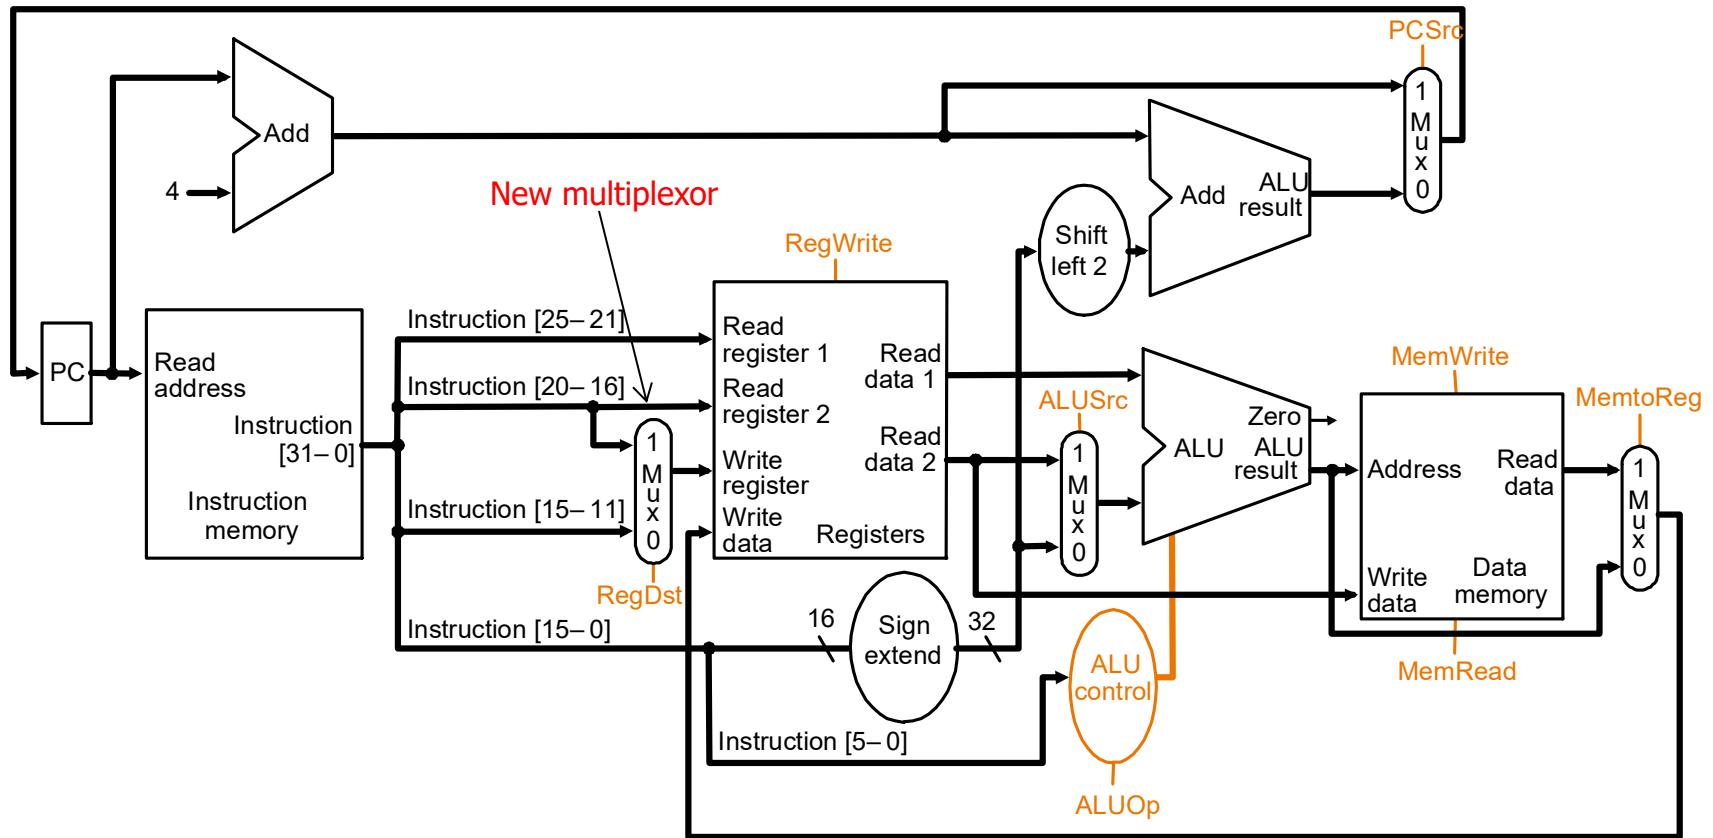 PCSrc
1
M
u
x
0
Add
4
New multiplexor
Add
ALU
result
Shift
left 2
RegWrite
PC
Read
address
Instruction
[31–0]
Instruction
memory
Instruction [25–21]
Instruction [20–16]
Instruction [15–11]
Instruction [15–0]
1
M
u
x
0
RegDst
Read
register 1
Read
register 2
Write
register
Write
data
Read
data 1
Read
data 2
Registers
ALUSrc
1
M
u
x
0
Zero
ALU
ALU
result
MemWrite
Address
Read
data
Write
data
Data
memory
MemRead
MemtoReg
1
M
u
x
0
16
Sign
extend
32
ALU
control
Instruction [5–0]
ALUOp